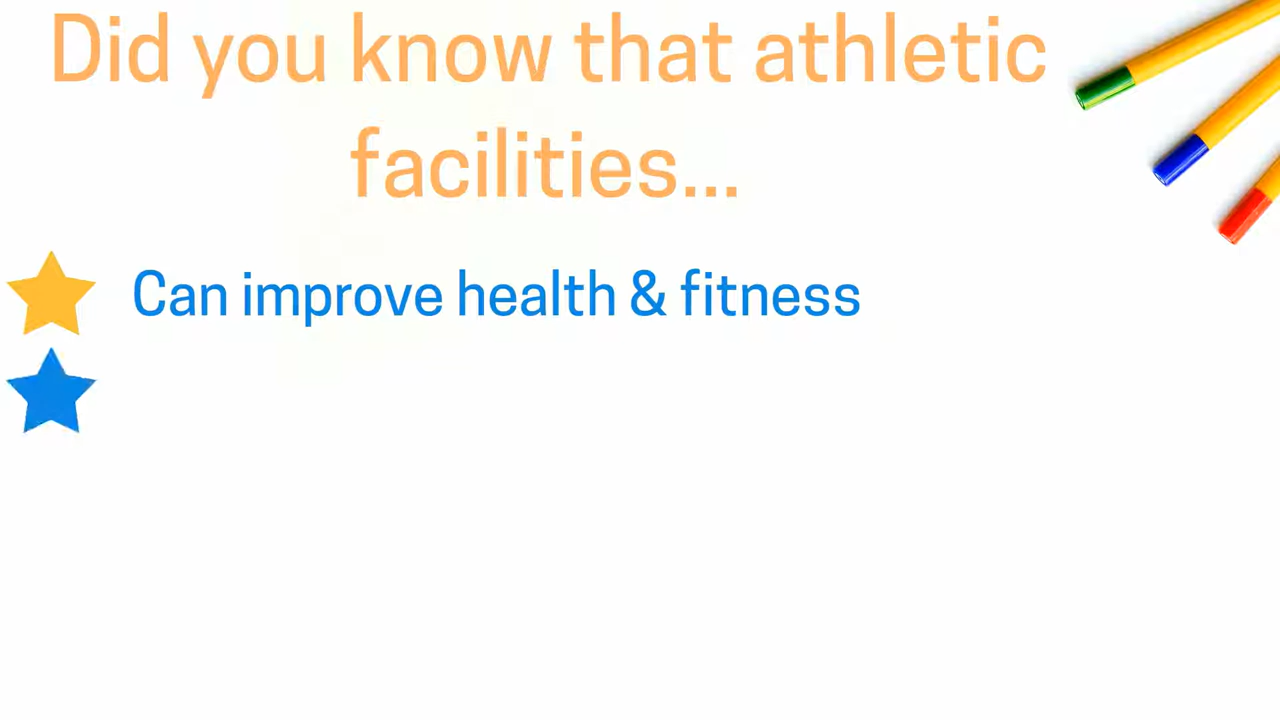 Did you know that athletic
facilities...
Can improve health & fitness